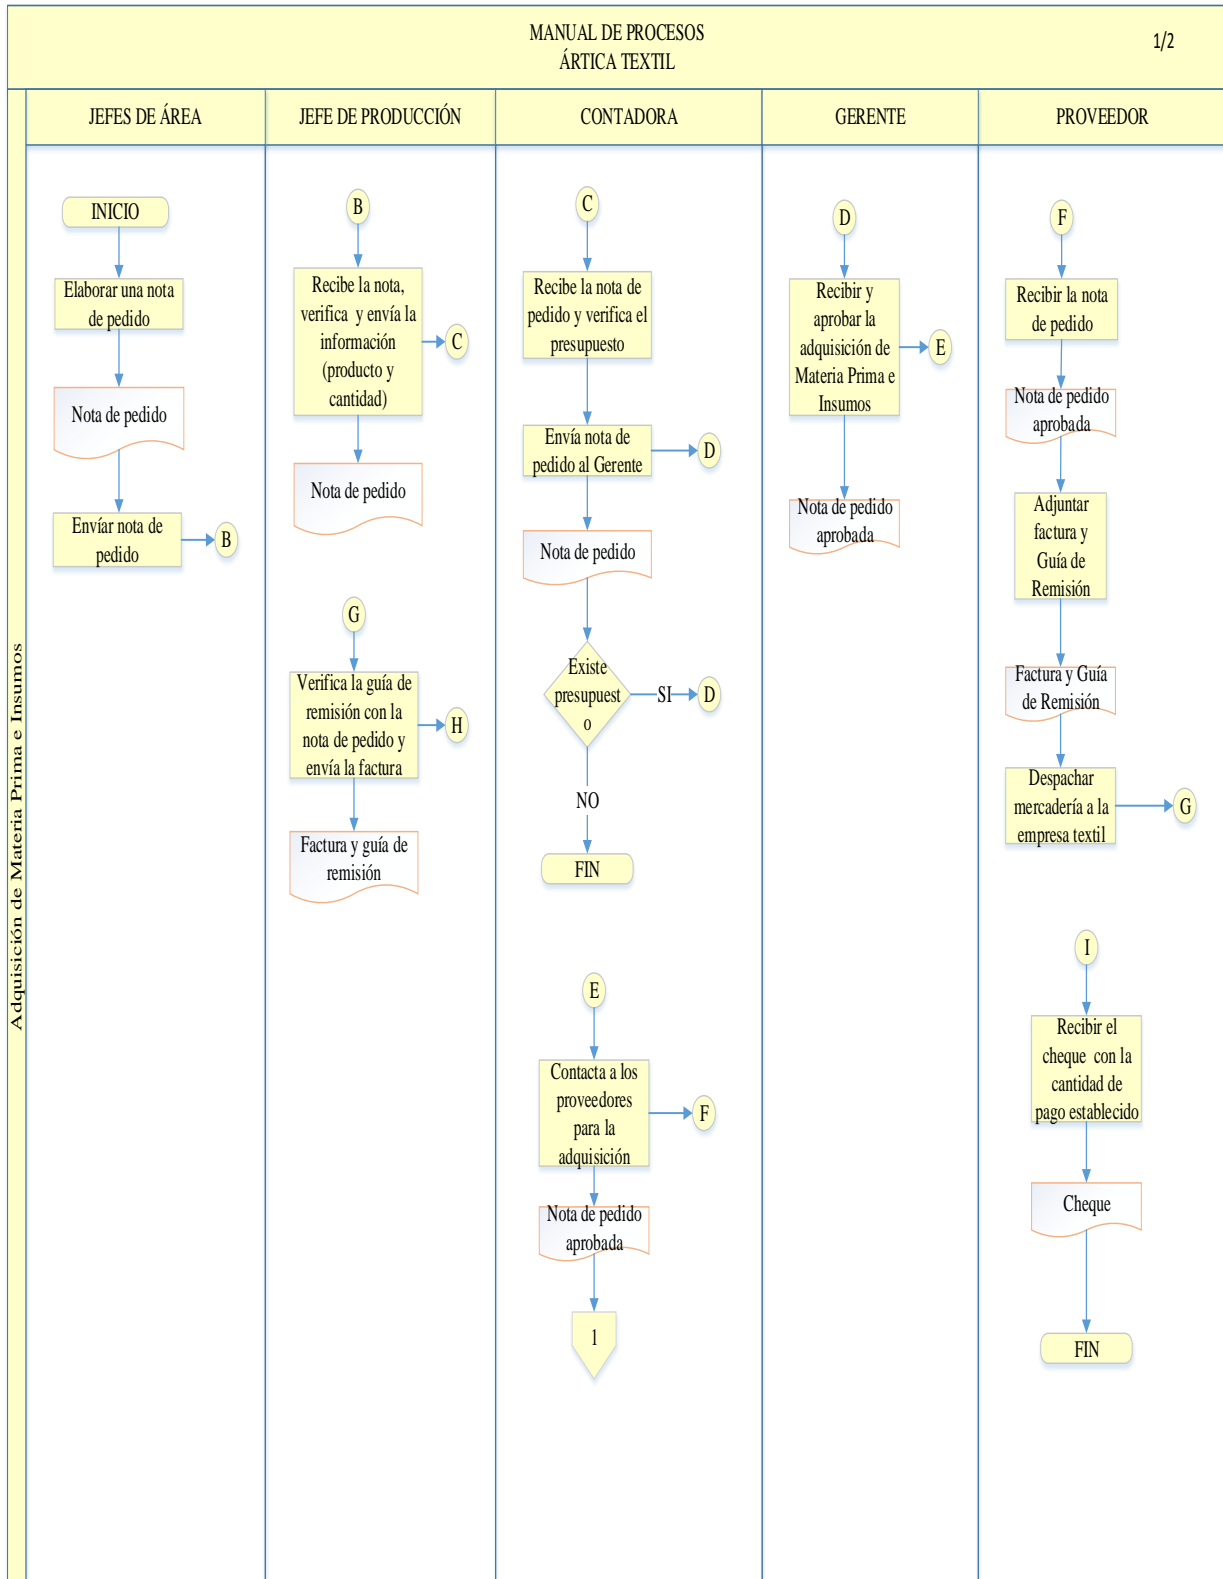 MANUAL DE PROCESOS
ÁRTICA TEXTIL
1/2
Adquisición de Materia Prima e Insumos
JEFES DE ÁREA
JEFE DE PRODUCCIÓN
CONTADORA
GERENTE
PROVEEDOR
INICIO
Elaborar una nota
de pedido
Nota de pedido
Envíar nota de
pedido
B
B
Recibe la nota,
verifica y envía la
información
(producto y
cantidad)
C
Nota de pedido
G
Verifica la guía de
remisión con la
nota de pedido y
envía la factura
H
Factura y guía de
remisión
C
Recibe la nota de
pedido y verifica el
presupuesto
Envía nota de
pedido al Gerente
D
Nota de pedido
Existe
presupuest
o
SI
D
NO
FIN
E
Contacta a los
proveedores
para la
adquisición
F
Nota de pedido
aprobada
1
D
Recibir y
aprobar la
adquisición de
Materia Prima e
Insumos
E
Nota de pedido
aprobada
F
Recibir la nota
de pedido
Nota de pedido
aprobada
Adjuntar
factura y
Guía de
Remisión
Factura y Guía
de Remisión
Despachar
mercadería a la
empresa textil
G
I
Recibir el
cheque con la
cantidad de
pago establecido
Cheque
FIN